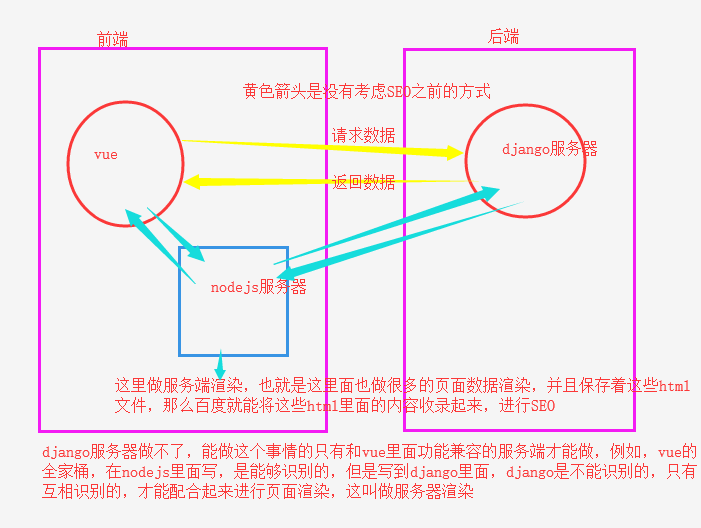 前端
后端
黄色箭头是没有考虑SEO之前的方式
请求数据
vue
django服务器
返回数据
nodejs服务器
这里做服务端渲染，也就是这里面也做很多的页面数据渲染，并且保存着这些html
文件，那么百度就能将这些html里面的内容收录起来，进行SEO
django服务器做不了，能做这个事情的只有和vue里面功能兼容的服务端才能做，例如，vue的
全家桶，在nodejs里面写，是能够识别的，但是写到django里面，django是不能识别的，只有
互相识别的，才能配合起来进行页面渲染，这叫做服务器渲染